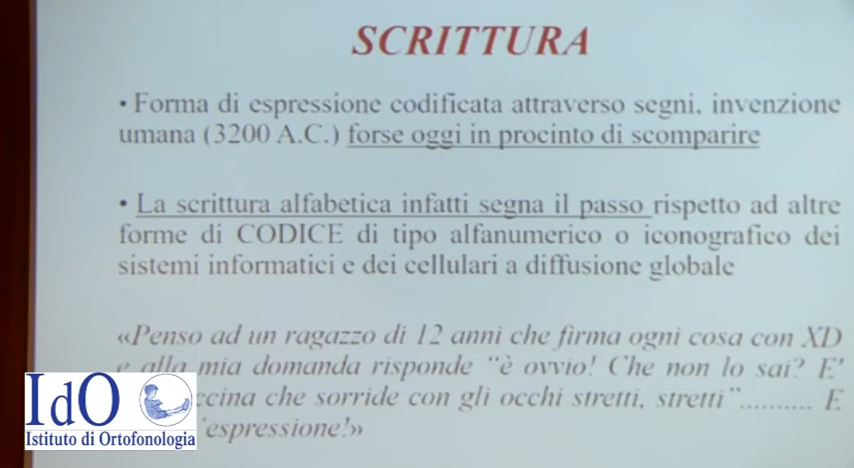 SCRITTURA
• Forma di espressione codificata attraverso segni, invenzione
umana (3200 A.C.) forse oggi in procinto di scomparire
• La scrittura alfabetica infatti segna il passo rispetto ad altre
forme di CODICE di tipo alfanumerico o iconografico dei
sistemi informatici e dei cellulari a diffusione globale
«Penso ad un ragazzo di 12 anni che firma ogni cosa con XD
e alla mia domanda risponde "è ovvio! Che non lo sai? E'
che sorride con gli occhi stretti, stretti".......... E
espressione!»
IdO
Istituto di Ortofonologia